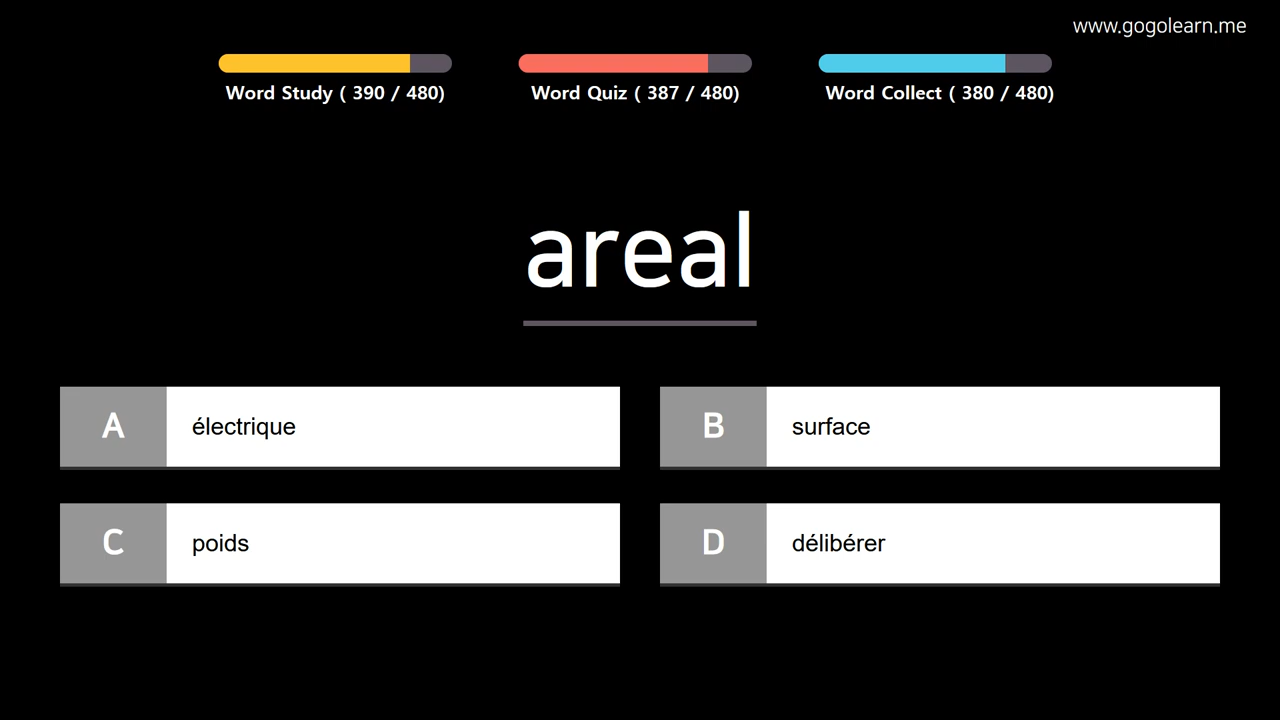 www.gogolearn.me
Word Study ( 390 / 480)
Word Quiz ( 387 / 480)
Word Collect ( 380 / 480)
areal
A
électrique
B
surface
C
poids
D
délibérer